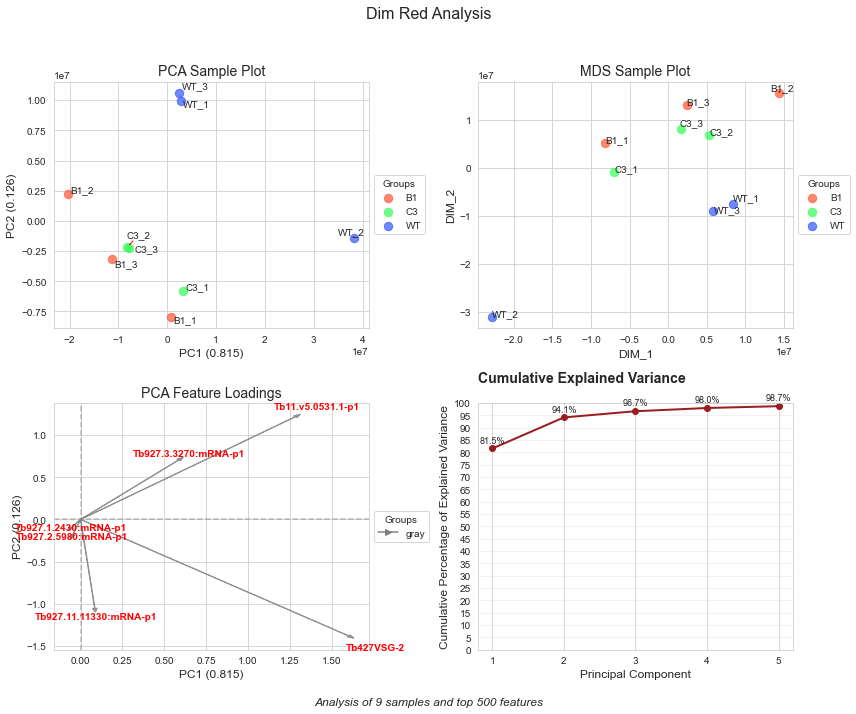 Dim Red Analysis
PCA Sample Plot
1e7
1.00
0.75
0.50
0.25
0.00
−0.25
−0.50
−0.75
PC2 (0.126)
WT_3
WT_1
B1_2
C3_2
C3_3
B1_3
C3_1
B1_1
WT_2
−2
−1
0
1
2
3
4
1e7
PC1 (0.815)
Groups
B1
C3
WT
MDS Sample Plot
1e7
1
0
−1
−2
−3
DIM_2
B1_2
B1_3
C3_3
C3_2
B1_1
C3_1
WT_1
WT_3
WT_2
−2.0
−1.5
−1.0
−0.5
0.0
0.5
1.0
1.5
1e7
DIM_1
Groups
B1
C3
WT
PCA Feature Loadings
1.0
0.5
0.0
−0.5
−1.0
−1.5
PC2 (0.126)
Tb11.v5.0531.1-p1
Tb927.3.3270:mRNA-p1
Tb927.1.2430:mRNA-p1
Tb927.2.5980:mRNA-p1
Tb927.11.11330:mRNA-p1
Tb427VSG-2
0.00
0.25
0.50
0.75
1.00
1.25
1.50
PC1 (0.815)
Groups
gray
Cumulative Explained Variance
100
95
90
85
80
75
70
65
60
55
50
45
40
35
30
25
20
15
10
5
0
Cumulative Percentage of Explained Variance
81.5%
94.1%
96.7%
98.0%
98.7%
1
2
3
4
5
Principal Component
Analysis of 9 samples and top 500 features